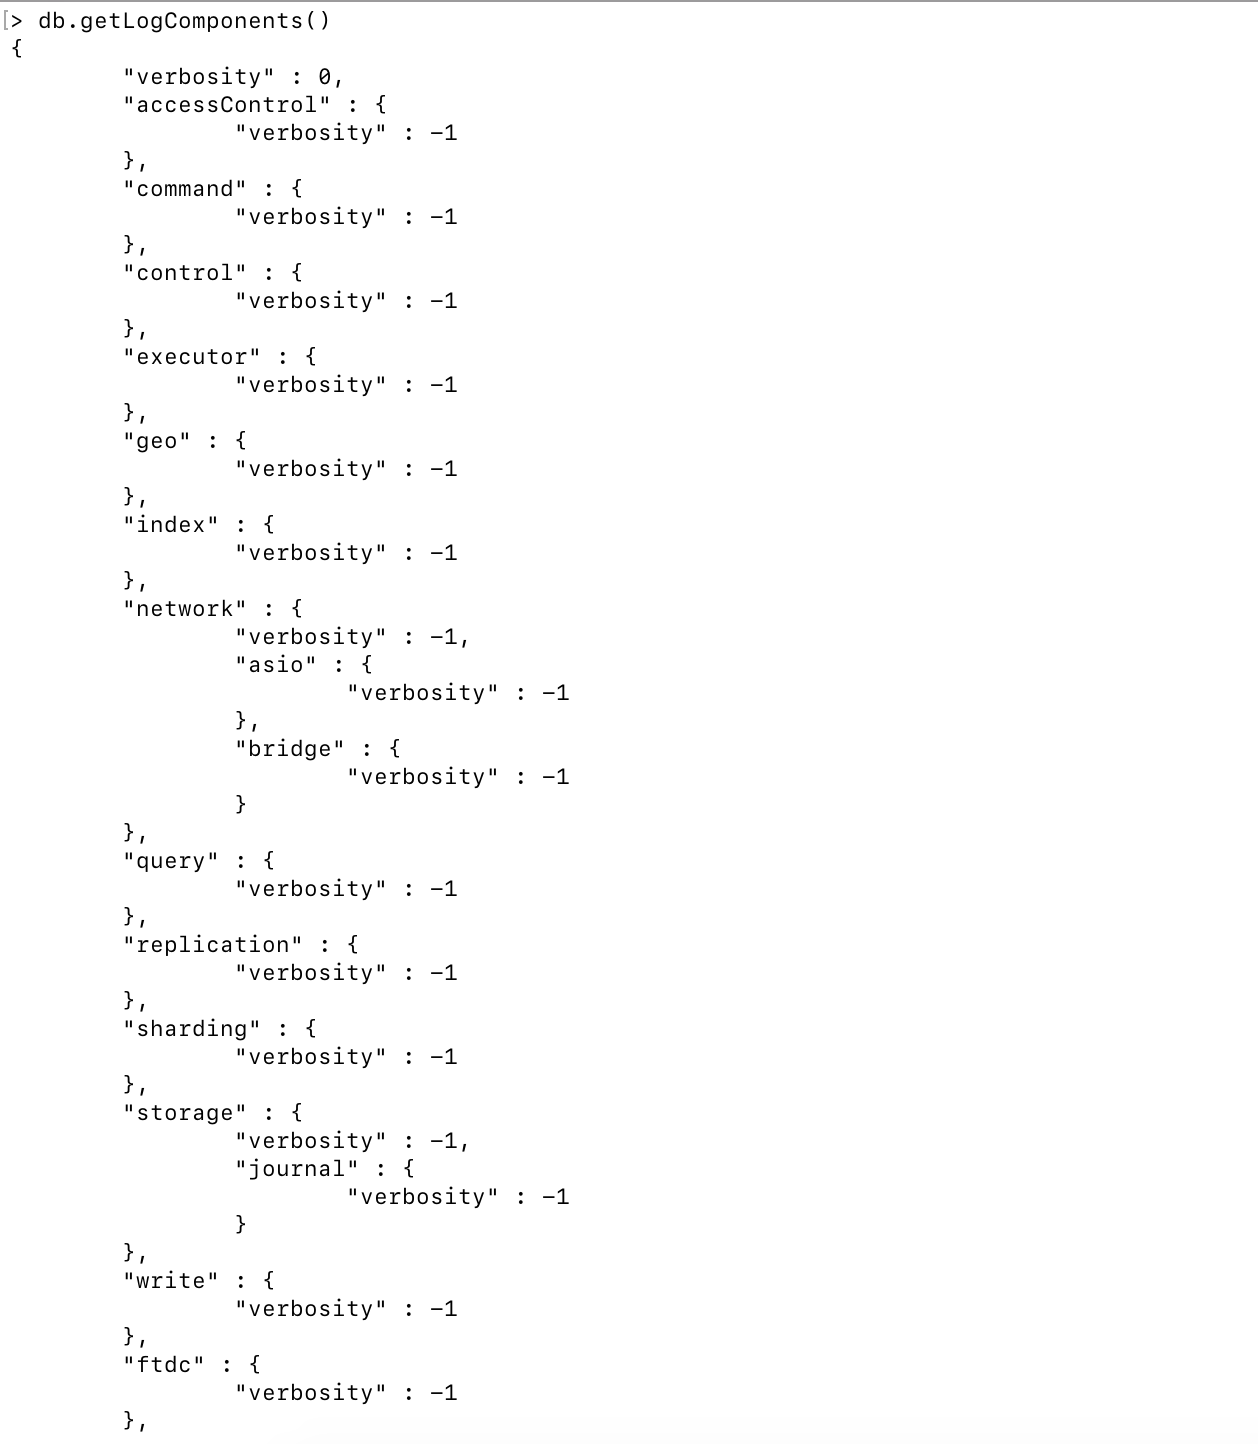 [> db.getLogComponents()
{
        "verbosity" : 0,
        "accessControl" : {
                "verbosity" : -1
        },
        "command" : {
                "verbosity" : -1
        },
        "control" : {
                "verbosity" : -1
        },
        "executor" : {
                "verbosity" : -1
        },
        "geo" : {
                "verbosity" : -1
        },
        "index" : {
                "verbosity" : -1
        },
        "network" : {
                "verbosity" : -1,
                "asio" : {
                        "verbosity" : -1
                },
                "bridge" : {
                        "verbosity" : -1
                }
        },
        "query" : {
                "verbosity" : -1
        },
        "replication" : {
                "verbosity" : -1
        },
        "sharding" : {
                "verbosity" : -1
        },
        "storage" : {
                "verbosity" : -1,
                "journal" : {
                        "verbosity" : -1
                }
        },
        "write" : {
                "verbosity" : -1
        },
        "ftdc" : {
                "verbosity" : -1
        },